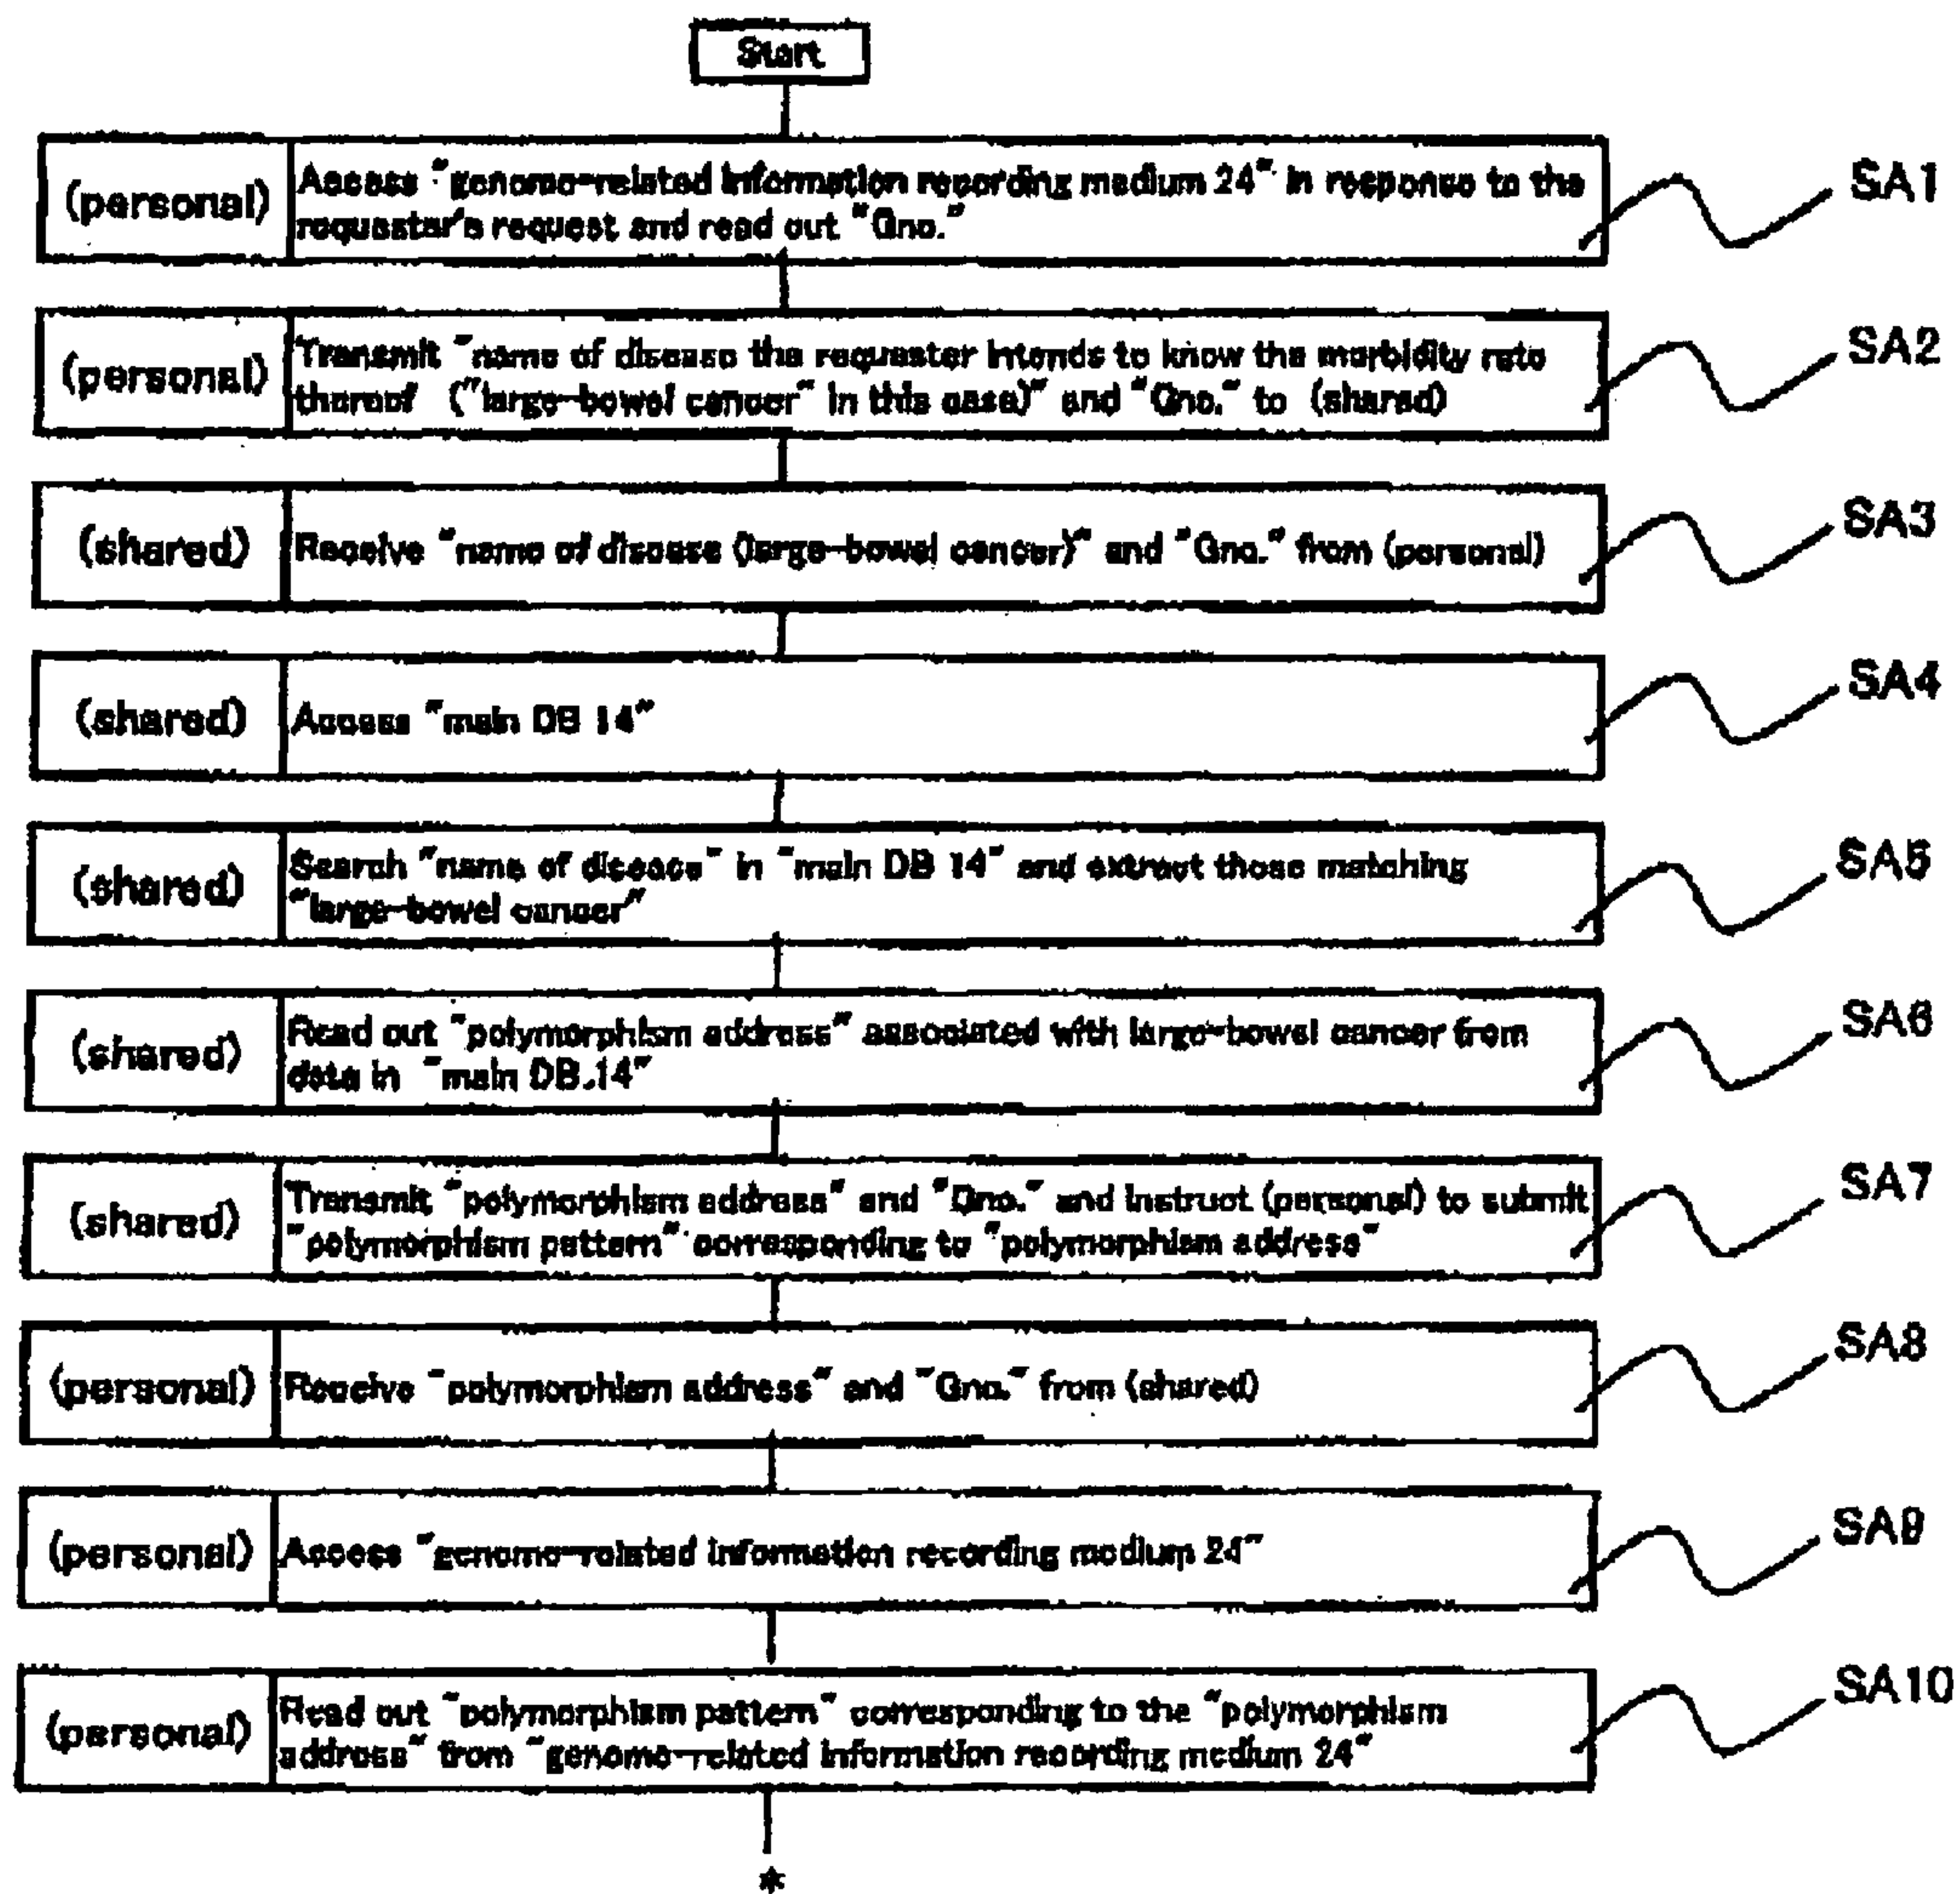 Start
(personal)
Access "genome-related information recording medium 24" in response to the
requester's request and read out "Gno."
SA1
(personal)
Transmit "name of disease the requester intends to know the morbidity rate
thereof ("large-bowel cancer" in this case)" and "Gno." to (shared)
SA2
(shared)
Receive "name of disease (large-bowel cancer)" and "Gno." from (personal)
SA3
(shared)
Access "main DB 14"
SA4
(shared)
Search "name of disease" in "main DB 14" and extract those matching
"large-bowel cancer"
SA5
(shared)
Read out "polymorphism address" associated with large-bowel cancer from
data in "main DB 14"
SA6
(shared)
Transmit "polymorphism address" and "Gno." and instruct (personal) to submit
"polymorphism pattern" corresponding to "polymorphism address"
SA7
(personal)
Receive "polymorphism address" and "Gno." from (shared)
SA8
(personal)
Access "genome-related information recording medium 24"
SA9
(personal)
Read out "polymorphism pattern" corresponding to the "polymorphism
address" from "genome-related information recording medium 24"
SA10
*